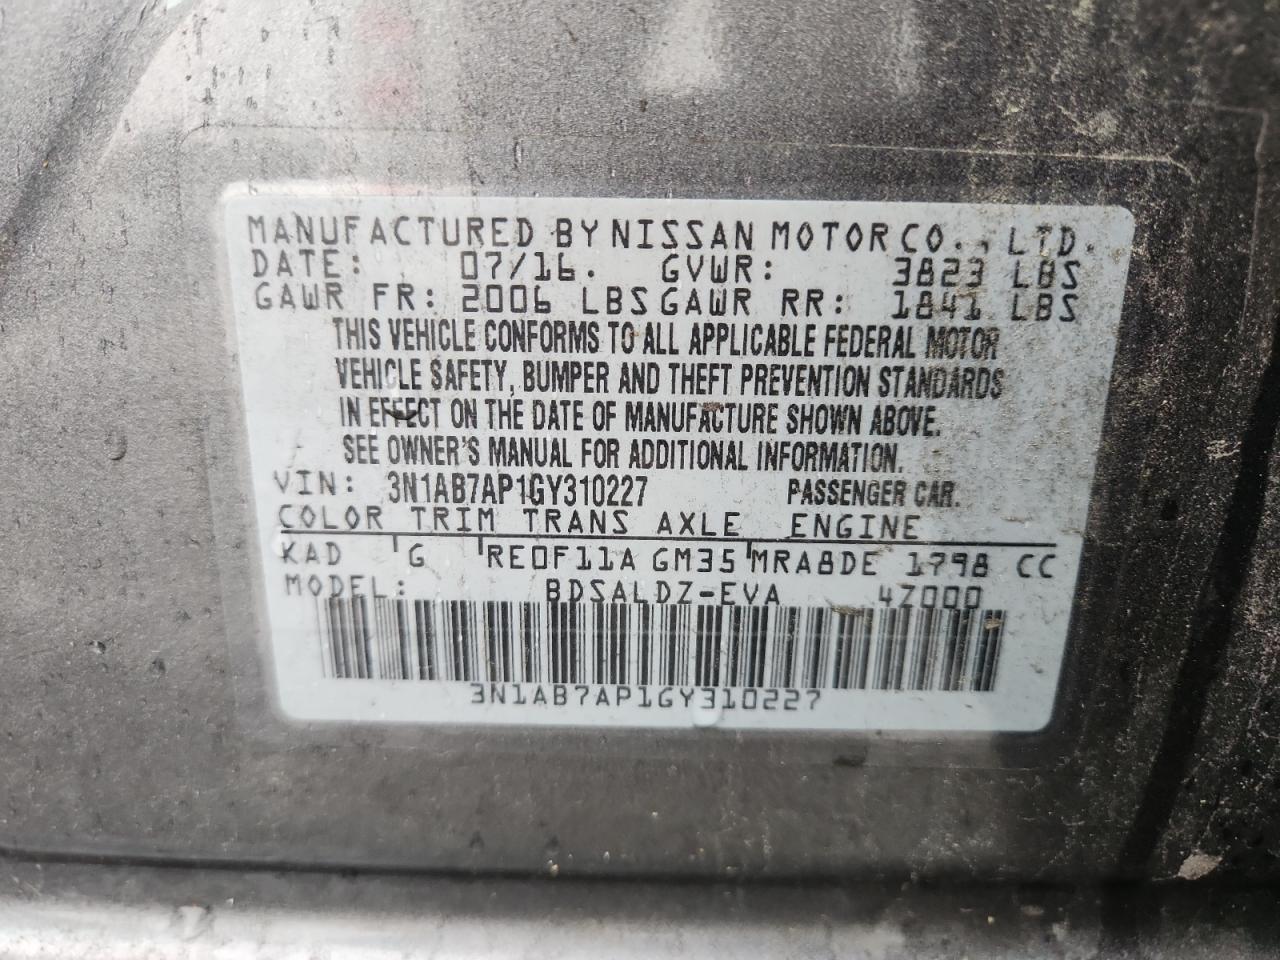 MANUFACTURED BY NISSAN MOTOR CO., LTD.
DATE: 07/16. GVWR: 3823 LBS
GAWR FR: 2006 LBS GAWR RR: 1841 LBS
THIS VEHICLE CONFORMS TO ALL APPLICABLE FEDERAL MOTOR
VEHICLE SAFETY, BUMPER AND THEFT PREVENTION STANDARDS
IN EFFECT ON THE DATE OF MANUFACTURE SHOWN ABOVE.
SEE OWNER'S MANUAL FOR ADDITIONAL INFORMATION.
VIN: 3N1AB7AP1GY310227 PASSENGER CAR.
COLOR TRIM TRANS AXLE ENGINE
KAD G RE0F11A GM35 MRA8DE 1798 CC
MODEL: BDSALDZ-EVA 4Z000
3N1AB7AP1GY310227